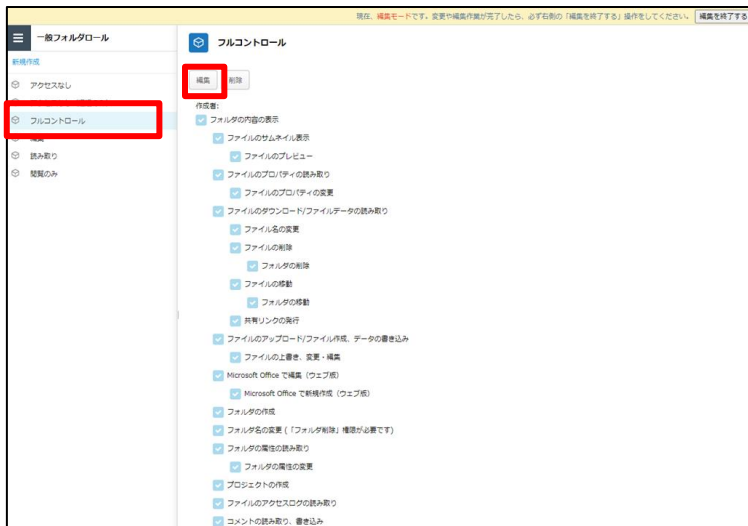 現在、編集モードです。変更や編集作業が完了したら、必ず右側の「編集を終了する」操作をしてください。 編集を終了する
一般フォルダロール
フルコントロール
新規作成
編集 削除
アクセスなし
フルコントロール
編集
読み取り
閲覧のみ
作成者:
フォルダの内容の表示
ファイルのサムネイル表示
ファイルのプレビュー
ファイルのプロパティの読み取り
ファイルのプロパティの変更
ファイルのダウンロード/ファイルデータの読み取り
ファイル名の変更
ファイルの削除
フォルダの削除
ファイルの移動
フォルダの移動
共有リンクの発行
ファイルのアップロード/ファイル作成、データの書き込み
ファイルの上書き、変更・編集
Microsoft Office で編集（ウェブ版）
Microsoft Office で新規作成（ウェブ版）
フォルダの作成
フォルダ名の変更 (「フォルダ削除」権限が必要です)
フォルダの属性の読み取り
フォルダの属性の変更
プロジェクトの作成
ファイルのアクセスログの読み取り
コメントの読み取り、書き込み